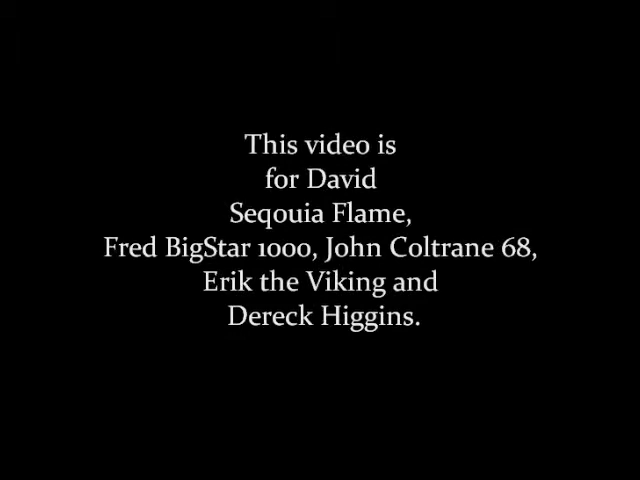 This video is
for David
Seqouia Flame,
Fred BigStar 1000, John Coltrane 68,
Erik the Viking and
Dereck Higgins.